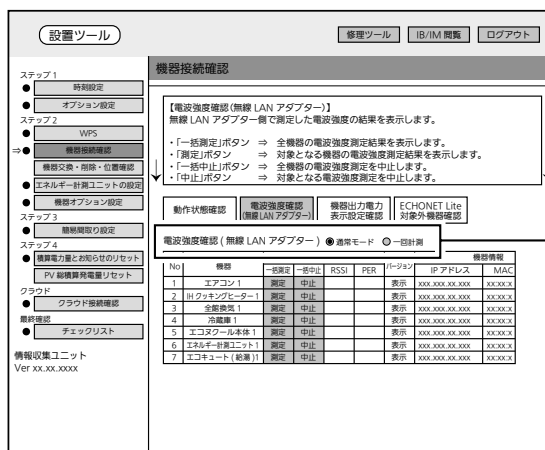 設置ツール
修理ツール
IB/IM 閲覧
ログアウト
ステップ 1
● 時刻設定
● オプション設定
ステップ 2
● WPS
⇒● 機器接続確認
機器交換・削除・位置確認
● エネルギー計測ユニットの設定
● 機器オプション設定
ステップ 3
● 簡易間取り設定
ステップ 4
● 積算電力量とお知らせのリセット
PV 総積算発電量リセット
クラウド
● クラウド接続確認
最終確認
● チェックリスト
情報収集ユニット
Ver xx.xx.xxxx
機器接続確認
【電波強度確認(無線 LAN アダプター)】
無線 LAN アダプター側で測定した電波強度の結果を表示します。
・「一括測定」ボタン ⇒ 全機器の電波強度測定結果を表示します。
・「測定」ボタン ⇒ 対象となる機器の電波強度測定結果を表示します。
・「一括中止」ボタン ⇒ 全機器の電波強度測定を中止します。
・「中止」ボタン ⇒ 対象となる電波強度測定を中止します。
動作状態確認
電波強度確認
(無線 LAN アダプター)
機器出力電力
表示設定確認
ECHONET Lite
対象外機器確認
電波強度確認 ( 無線 LAN アダプター ) ◉ 通常モード ○ 一回計測
機器情報
No 機器 一括測定 一括中止 RSSI PER バージョン IP アドレス MAC
1 エアコン 1 測定 中止 表示 xxx.xxx.xx.xxx xx:xx:x
2 IH クッキングヒーター 1 測定 中止 表示 xxx.xxx.xx.xxx xx:xx:x
3 全館換気 1 測定 中止 表示 xxx.xxx.xx.xxx xx:xx:x
4 冷蔵庫 1 測定 中止 表示 xxx.xxx.xx.xxx xx:xx:x
5 エコヌクール本体 1 測定 中止 表示 xxx.xxx.xx.xxx xx:xx:x
6 エネルギー計測ユニット 1 測定 中止 表示 xxx.xxx.xx.xxx xx:xx:x
7 エコキュート ( 給湯 )1 測定 中止 表示 xxx.xxx.xx.xxx xx:xx:x